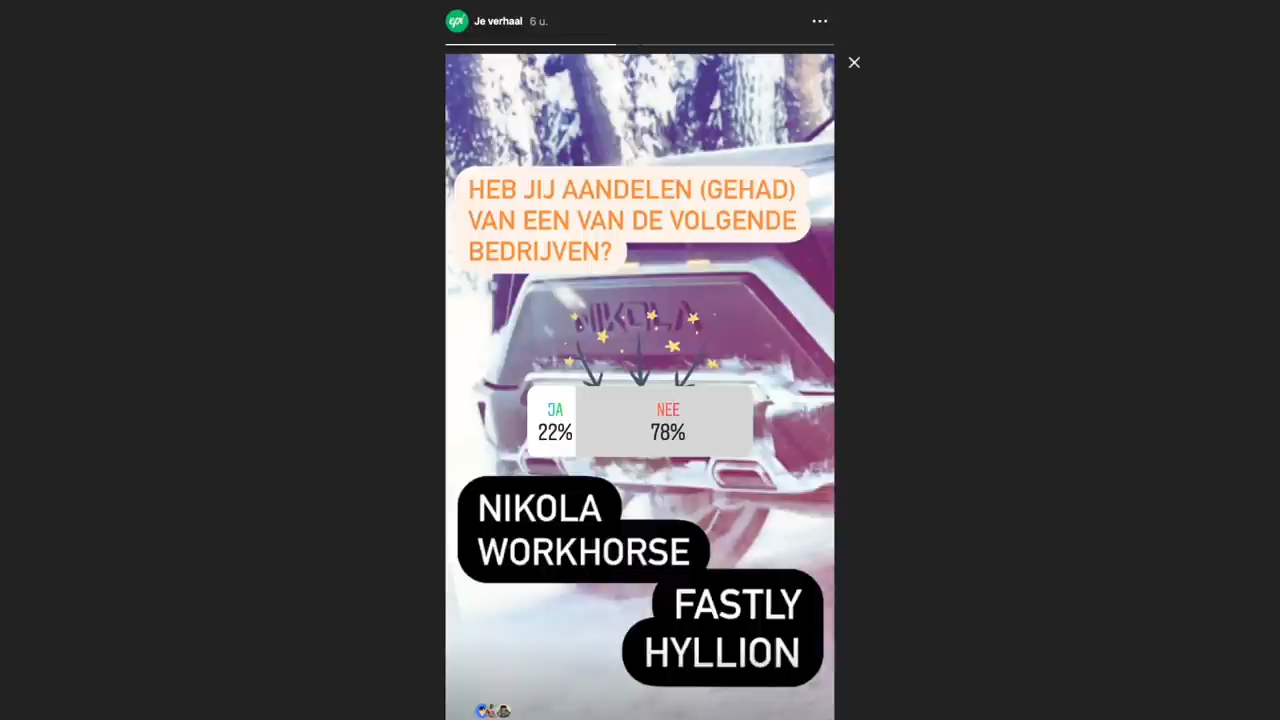 epi
Je verhaal 6 u.
HEB JIJ AANDELEN (GEHAD)
VAN EEN VAN DE VOLGENDE
BEDRIJVEN?
NIKOLA
JA
22%
NEE
78%
NIKOLA
WORKHORSE
FASTLY
HYLLION